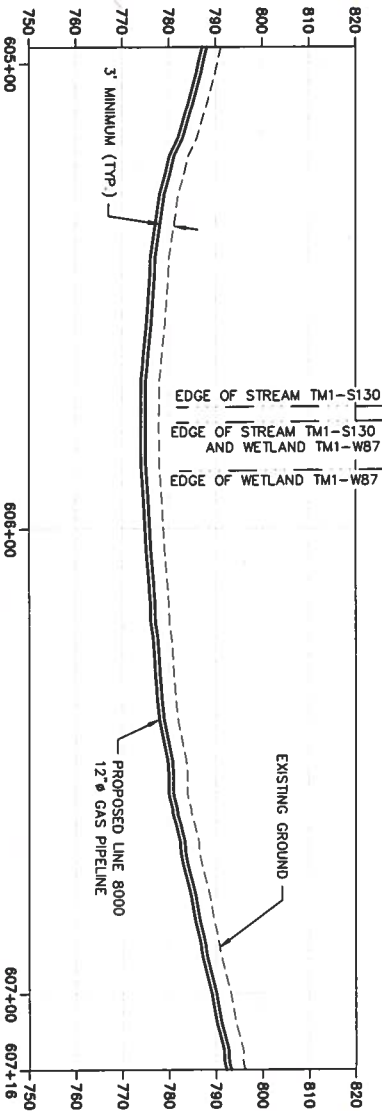 820
810
800
790
780
770
760
750
820
810
800
790
780
770
760
750
605+00
606+00
607+00
607+16
3' MINIMUM (TYP.)
EDGE OF STREAM TM1-S130
EDGE OF STREAM TM1-S130
AND WETLAND TM1-W87
EDGE OF WETLAND TM1-W87
EXISTING GROUND
PROPOSED LINE 8000
12"ø GAS PIPELINE